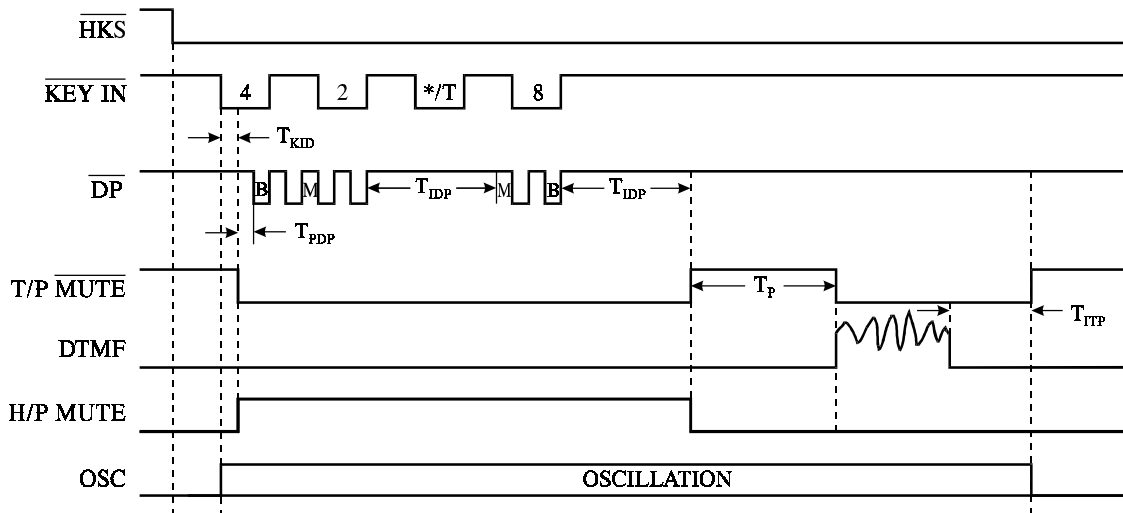 HKS
KEY IN 4 2 */T 8
T_KID
DP B M T_IDP M B T_IDP
T_PDP
T/P MUTE T_P
T_ITP
DTMF
H/P MUTE
OSC OSCILLATION